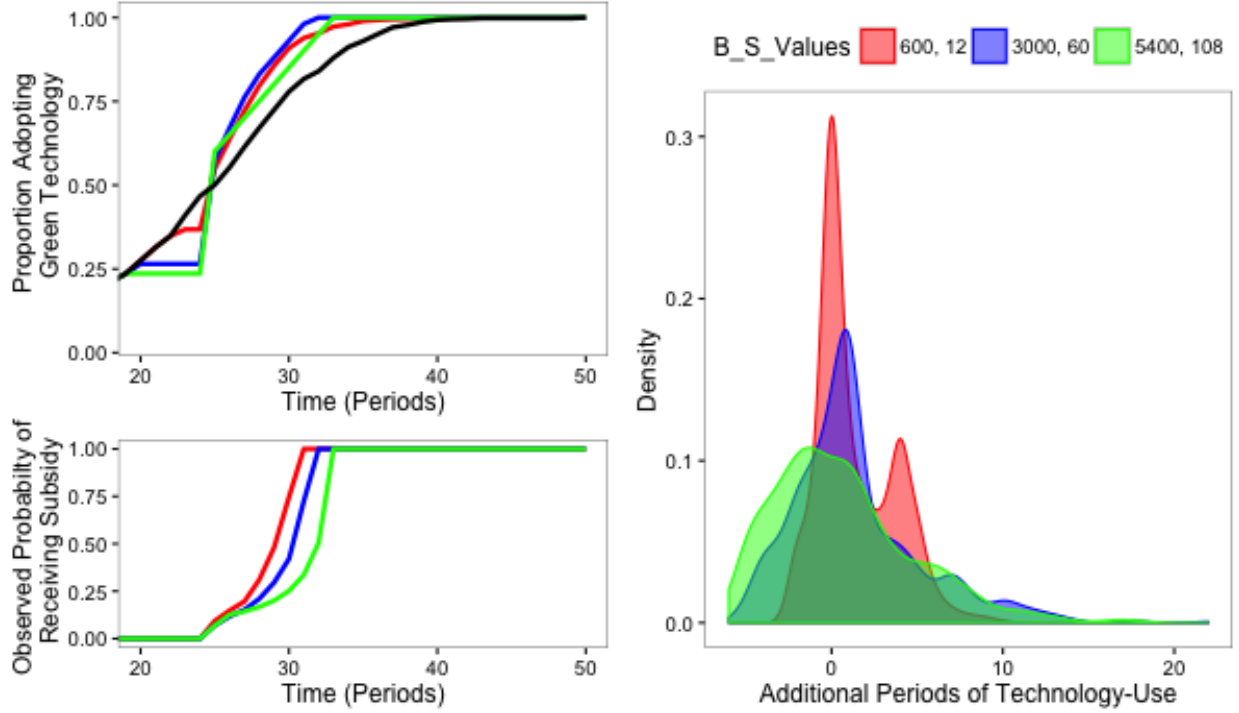 1.00
0.75
0.50
0.25
0.00
Proportion Adopting
Green Technology
20 30 40 50
Time (Periods)
1.00
0.75
0.50
0.25
0.00
Observed Probabilty of
Receiving Subsidy
20 30 40 50
Time (Periods)
B_S_Values 600, 12 3000, 60 5400, 108
0.3
0.2
0.1
0.0
Density
0 10 20
Additional Periods of Technology-Use